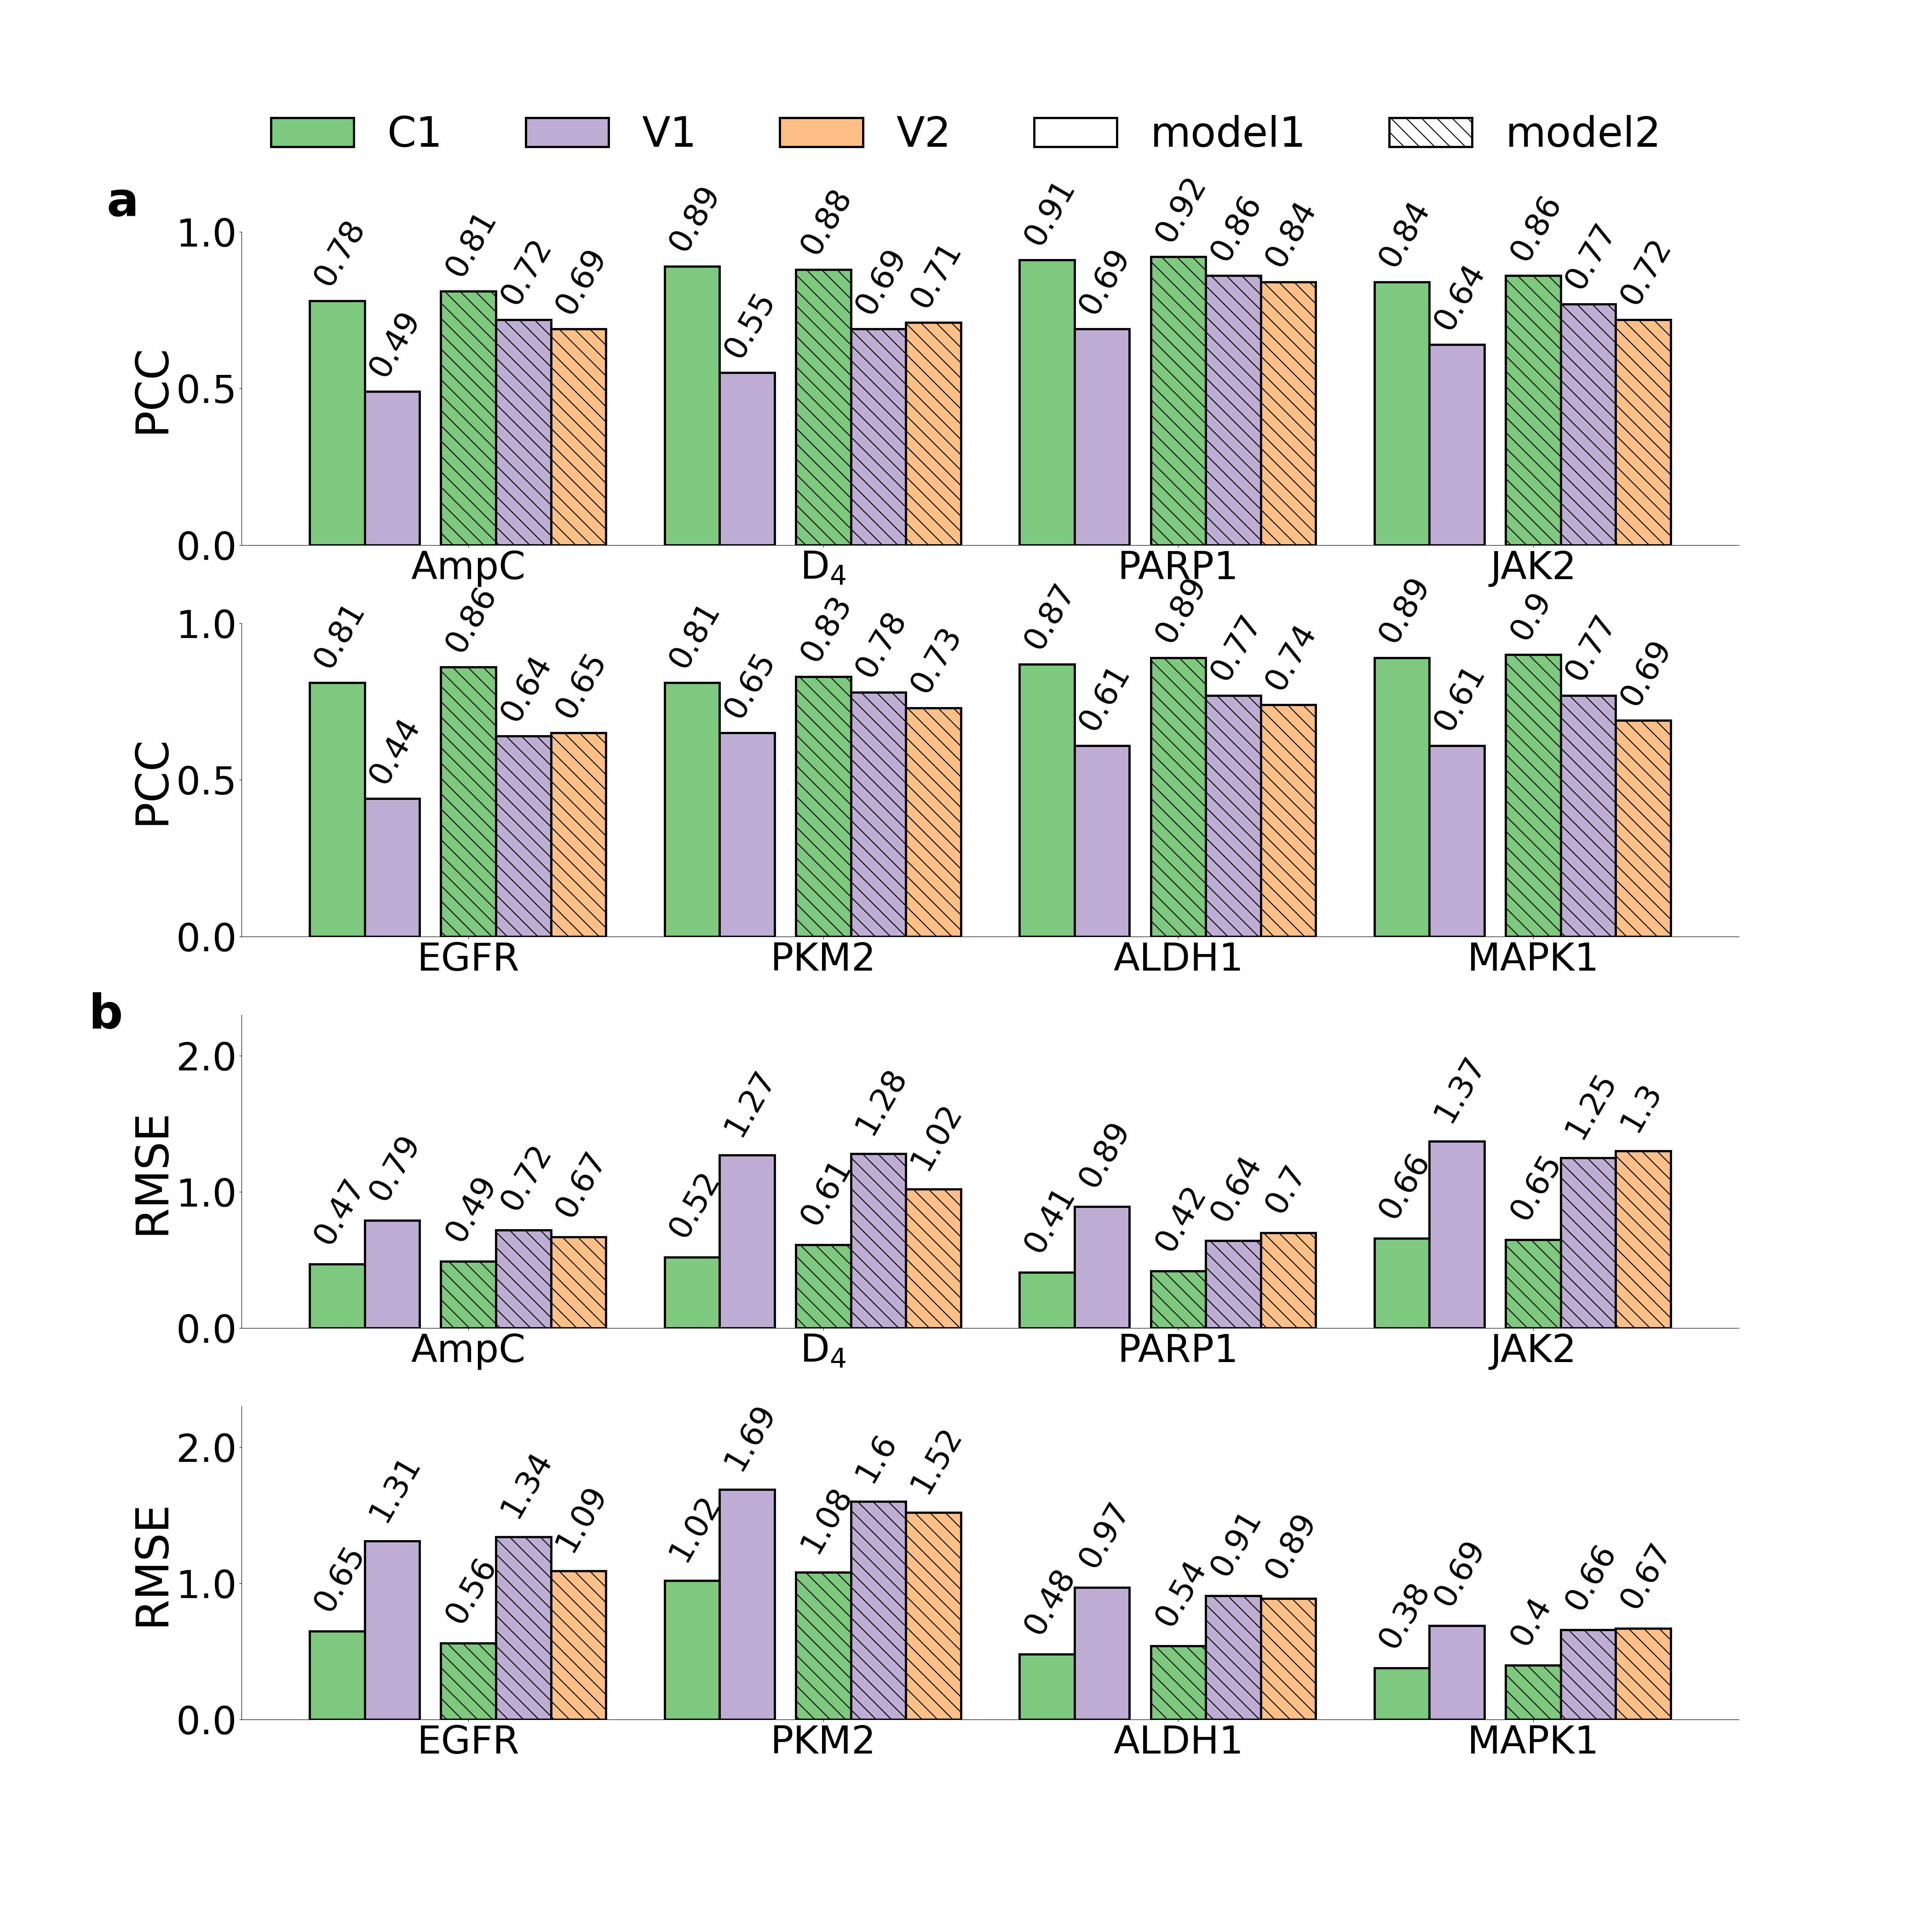 C1 V1 V2 model1 model2
a
PCC
1.0
0.5
0.0
0.78 0.49 0.81 0.72 0.69 0.89 0.55 0.88 0.69 0.71 0.91 0.69 0.92 0.86 0.84 0.84 0.64 0.86 0.77 0.72
AmpC D₄ PARP1 JAK2
PCC
1.0
0.5
0.0
0.81 0.44 0.86 0.64 0.65 0.81 0.65 0.83 0.78 0.73 0.87 0.61 0.89 0.77 0.74 0.89 0.61 0.9 0.77 0.69
EGFR PKM2 ALDH1 MAPK1
b
RMSE
2.0
1.0
0.0
0.47 0.79 0.49 0.72 0.67 0.52 1.27 0.61 1.28 1.02 0.41 0.89 0.42 0.64 0.7 0.66 1.37 0.65 1.25 1.3
AmpC D₄ PARP1 JAK2
RMSE
2.0
1.0
0.0
0.65 1.31 0.56 1.34 1.09 1.02 1.69 1.08 1.6 1.52 0.48 0.97 0.54 0.91 0.89 0.38 0.69 0.4 0.66 0.67
EGFR PKM2 ALDH1 MAPK1